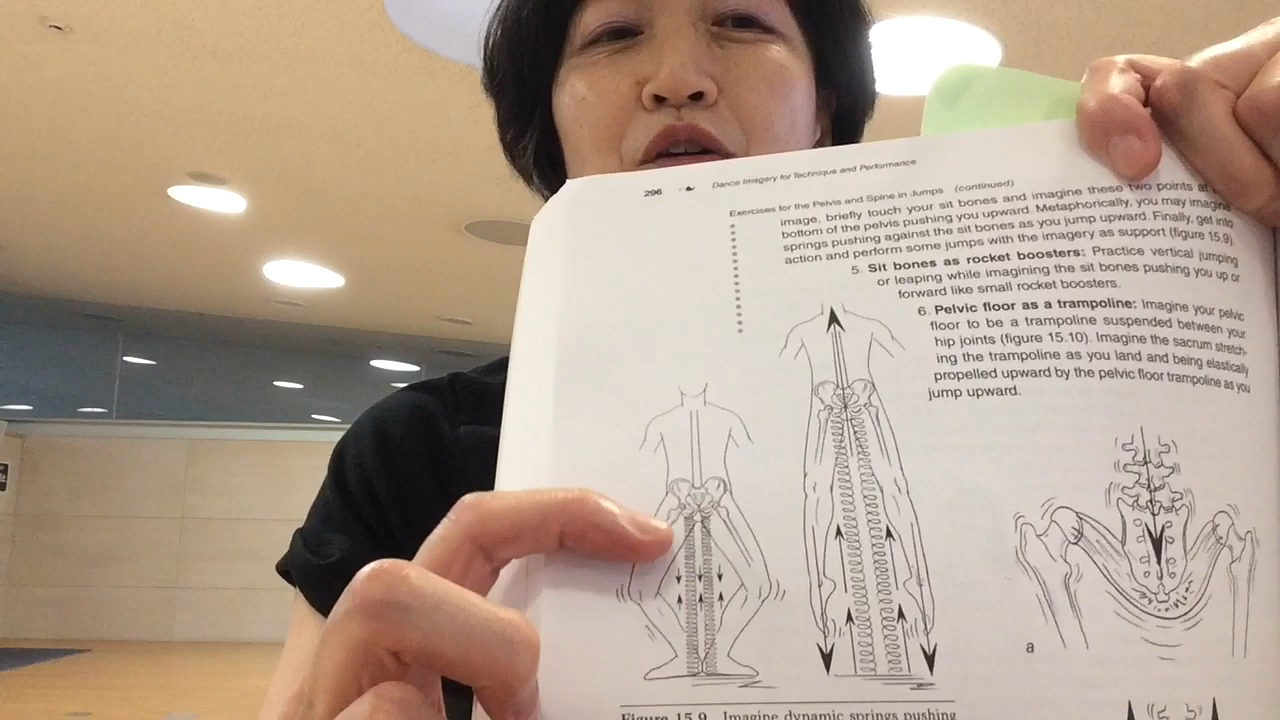 296 Dance Imagery for Technique and Performance
Exercises for the Pelvis and Spine in Jumps (continued)
image, briefly touch your sit bones and imagine these two points at
bottom of the pelvis pushing you upward. Metaphorically, you may imagine
springs pushing against the sit bones as you jump upward. Finally, get into
action and perform some jumps with the imagery as support (figure 15.9).
5. Sit bones as rocket boosters: Practice vertical jumping
or leaping while imagining the sit bones pushing you up or
forward like small rocket boosters.
6. Pelvic floor as a trampoline: Imagine your pelvic
floor to be a trampoline suspended between your
hip joints (figure 15.10). Imagine the sacrum stretch-
ing the trampoline as you land and being elastically
propelled upward by the pelvic floor trampoline as you
jump upward.
a
Figure 15.9 Imagine dynamic springs pushing